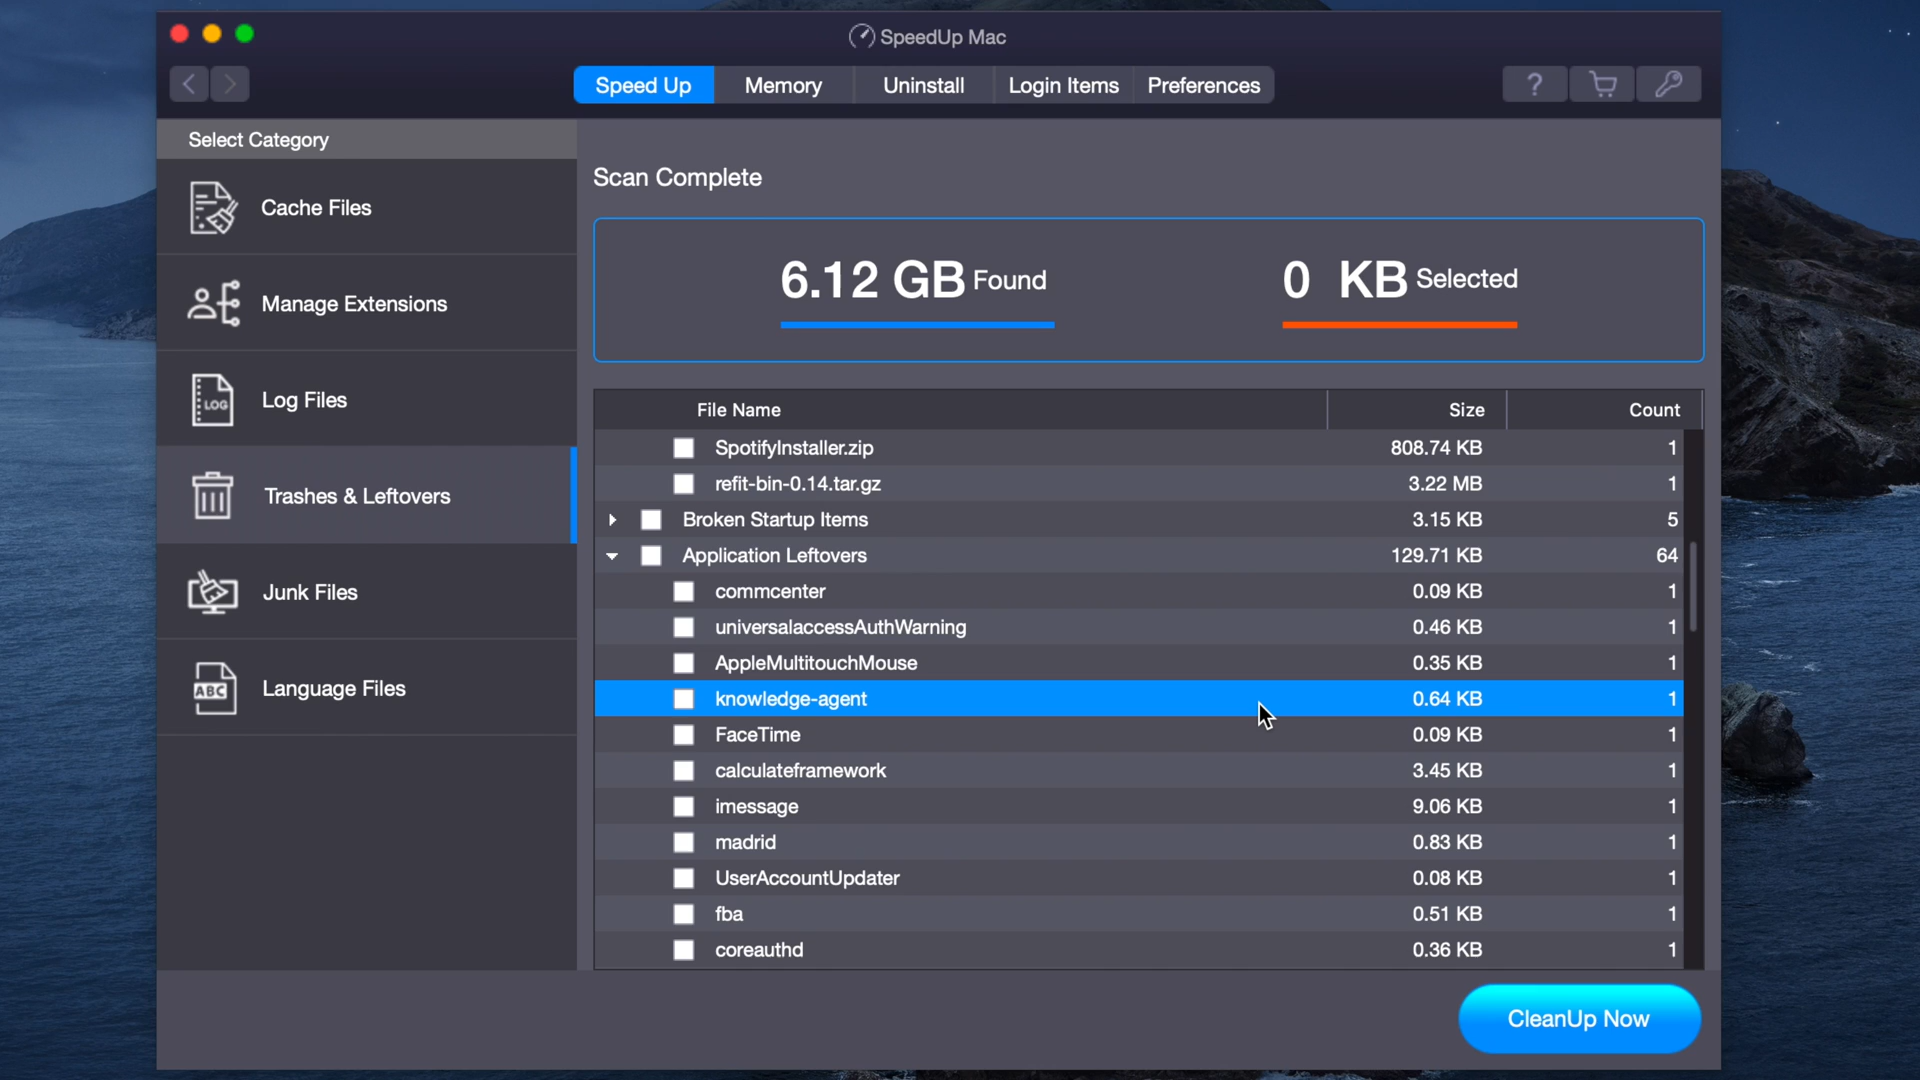 SpeedUp Mac
Speed Up Memory Uninstall Login Items Preferences ?
Select Category
Cache Files
Manage Extensions
LOG Log Files
Trashes & Leftovers
Junk Files
ABC Language Files
Scan Complete
6.12 GB Found
0 KB Selected
File Name Size Count
SpotifyInstaller.zip 808.74 KB 1
refit-bin-0.14.tar.gz 3.22 MB 1
Broken Startup Items 3.15 KB 5
Application Leftovers 129.71 KB 64
commcenter 0.09 KB 1
universalaccessAuthWarning 0.46 KB 1
AppleMultitouchMouse 0.35 KB 1
knowledge-agent 0.64 KB 1
FaceTime 0.09 KB 1
calculateframework 3.45 KB 1
imessage 9.06 KB 1
madrid 0.83 KB 1
UserAccountUpdater 0.08 KB 1
fba 0.51 KB 1
coreauthd 0.36 KB 1
CleanUp Now